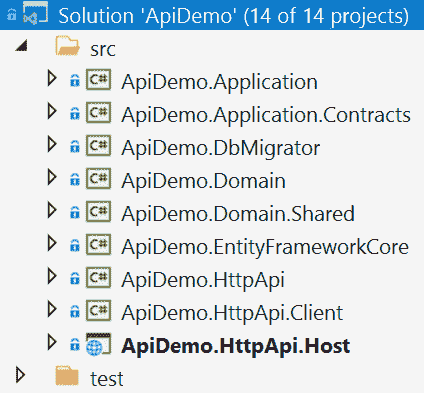 Solution 'ApiDemo' (14 of 14 projects)
src
C# ApiDemo.Application
C# ApiDemo.Application.Contracts
C# ApiDemo.DbMigrator
C# ApiDemo.Domain
C# ApiDemo.Domain.Shared
C# ApiDemo.EntityFrameworkCore
C# ApiDemo.HttpApi
C# ApiDemo.HttpApi.Client
ApiDemo.HttpApi.Host
test